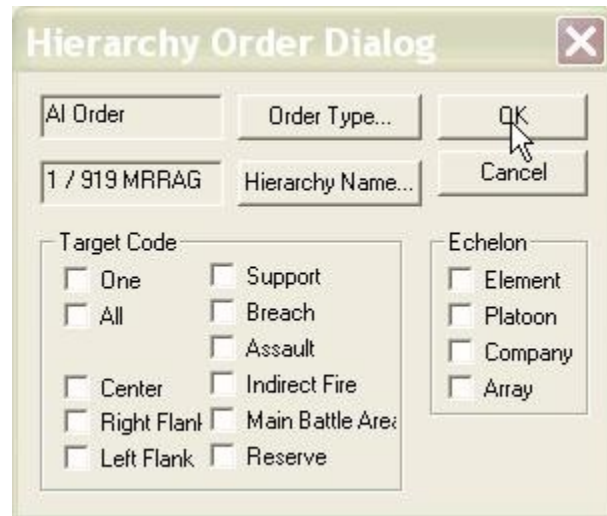 Hierarchy Order Dialog
AI Order Order Type... OK
1 / 919 MRRAG Hierarchy Name... Cancel
Target Code Echelon
One Support Element
All Breach Platoon
Assault Company
Center Indirect Fire Array
Right Flank Main Battle Area
Left Flank Reserve